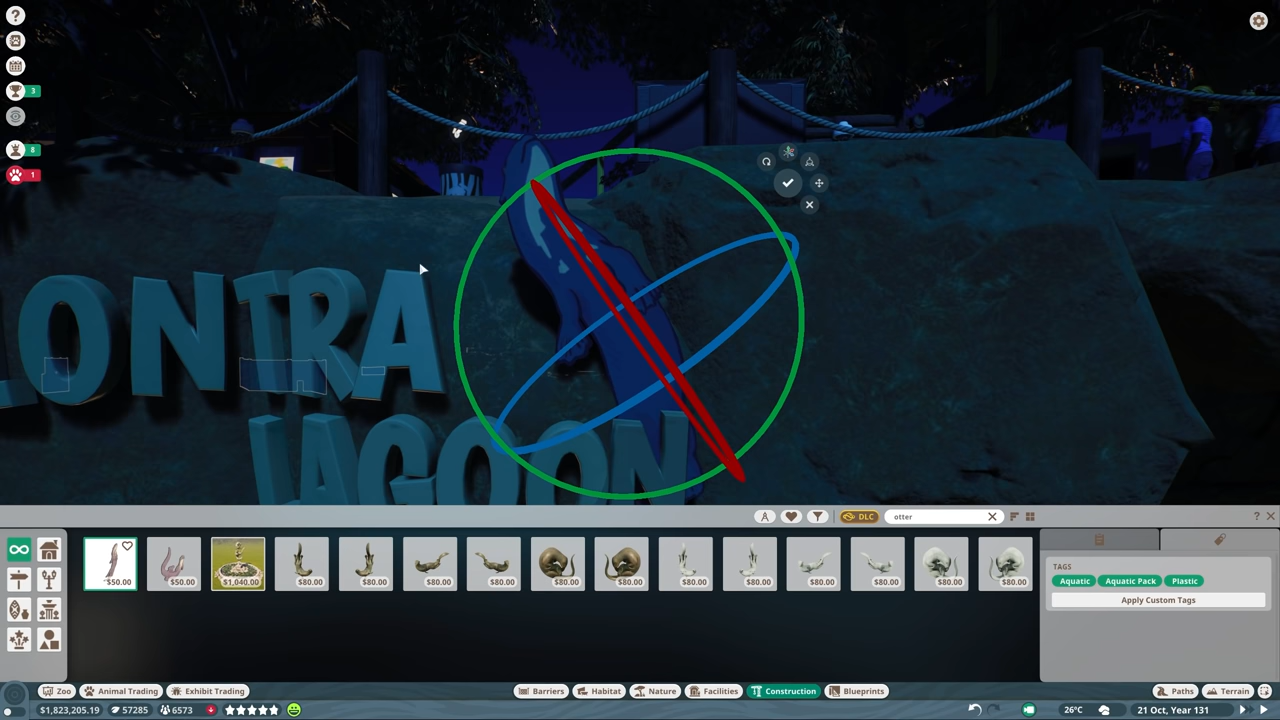 ?
3
8
1
LONTRA
LAGOON
DLC
otter
?
$50.00
$50.00
$1,040.00
$80.00
$80.00
$80.00
$80.00
$80.00
$80.00
$80.00
$80.00
$80.00
$80.00
$80.00
$80.00
TAGS
Aquatic
Aquatic Pack
Plastic
Apply Custom Tags
Zoo
Animal Trading
Exhibit Trading
Barriers
Habitat
Nature
Facilities
Construction
Blueprints
Paths
Terrain
$1,823,205.19
57285
6573
26°C
21 Oct, Year 131